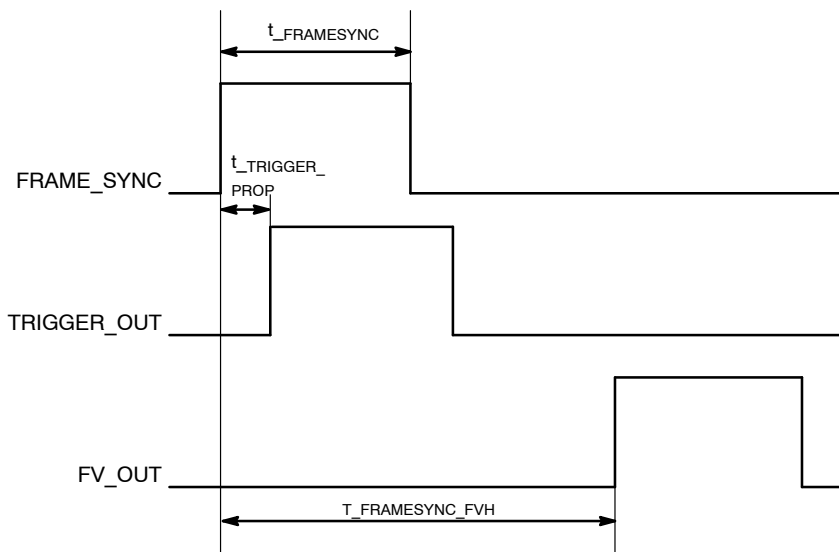 t_FRAMESYNC
t_TRIGGER_
PROP
FRAME_SYNC
TRIGGER_OUT
FV_OUT
T_FRAMESYNC_FVH